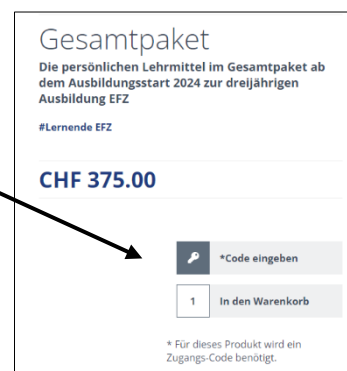 Gesamtpaket
Die persönlichen Lehrmittel im Gesamtpaket ab
dem Ausbildungsstart 2024 zur dreijährigen
Ausbildung EFZ
#Lernende EFZ
CHF 375.00
*Code eingeben
1 In den Warenkorb
* Für dieses Produkt wird ein
Zugangs-Code benötigt.